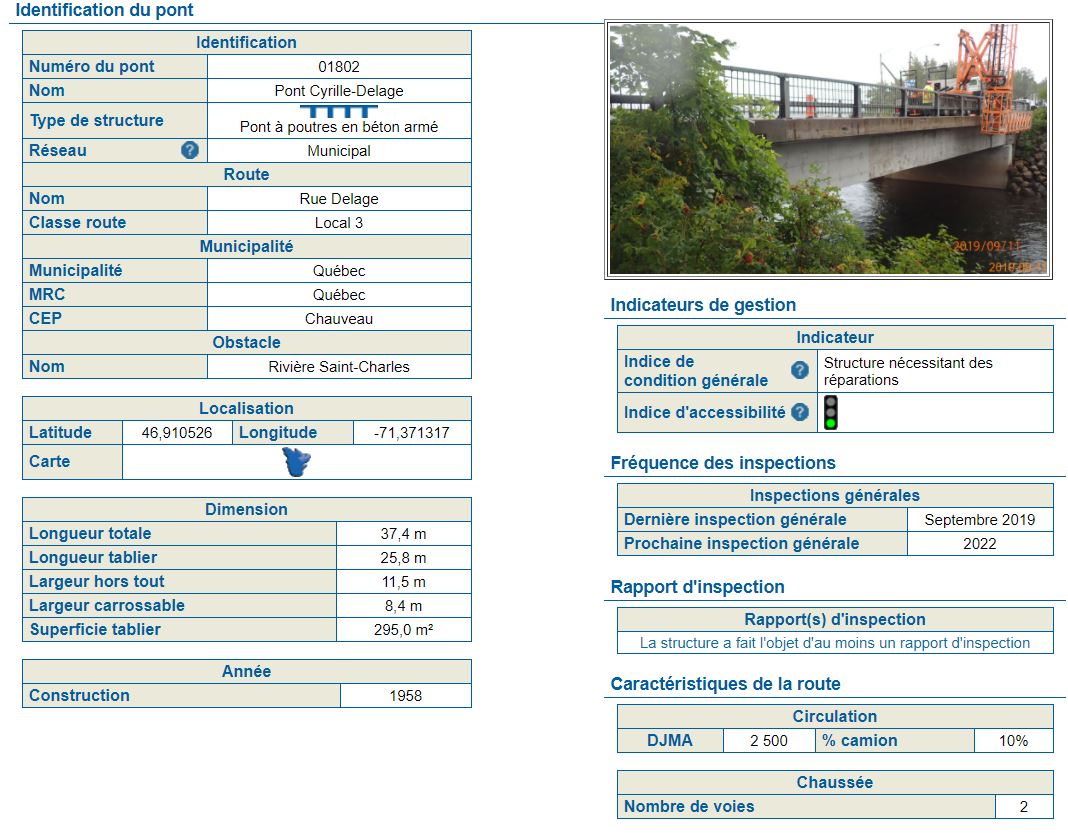 Identification du pont
Identification
Numéro du pont 01802
Nom Pont Cyrille-Delage
Type de structure Pont à poutres en béton armé
Réseau ? Municipal
Route
Nom Rue Delage
Classe route Local 3
Municipalité
Municipalité Québec
MRC Québec
CEP Chauveau
Obstacle
Nom Rivière Saint-Charles
Localisation
Latitude 46,910526 Longitude -71,371317
Carte
Dimension
Longueur totale 37,4 m
Longueur tablier 25,8 m
Largeur hors tout 11,5 m
Largeur carrossable 8,4 m
Superficie tablier 295,0 m²
Année
Construction 1958
2019/09/11
Indicateurs de gestion
Indicateur
Indice de
condition générale ? Structure nécessitant des
réparations
Indice d'accessibilité ?
Fréquence des inspections
Inspections générales
Dernière inspection générale Septembre 2019
Prochaine inspection générale 2022
Rapport d'inspection
Rapport(s) d'inspection
La structure a fait l'objet d'au moins un rapport d'inspection
Caractéristiques de la route
Circulation
DJMA 2 500 % camion 10%
Chaussée
Nombre de voies 2